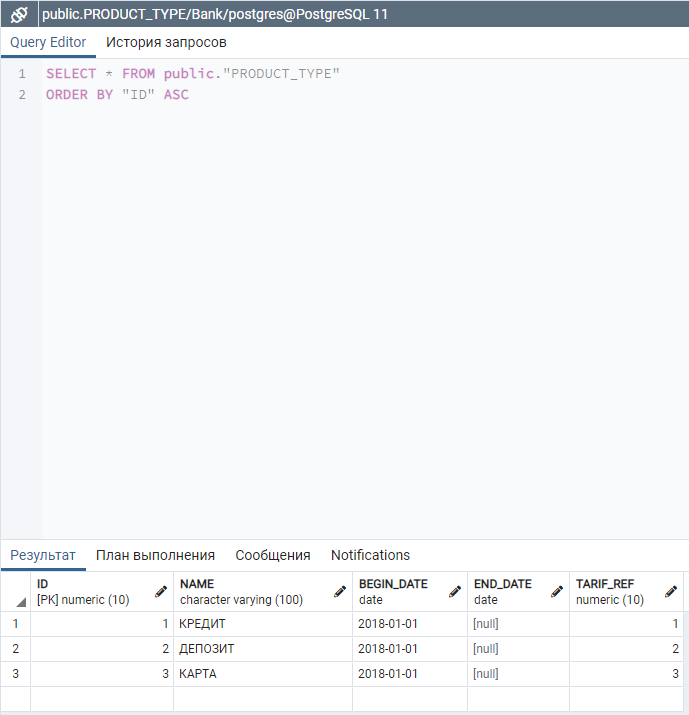 public.PRODUCT_TYPE/Bank/postgres@PostgreSQL 11
Query Editor История запросов
1 SELECT * FROM public."PRODUCT_TYPE"
2 ORDER BY "ID" ASC
Результат План выполнения Сообщения Notifications
ID NAME BEGIN_DATE END_DATE TARIF_REF
[PK] numeric (10) character varying (100) date date numeric (10)
1 1 КРЕДИТ 2018-01-01 [null] 1
2 2 ДЕПОЗИТ 2018-01-01 [null] 2
3 3 КАРТА 2018-01-01 [null] 3